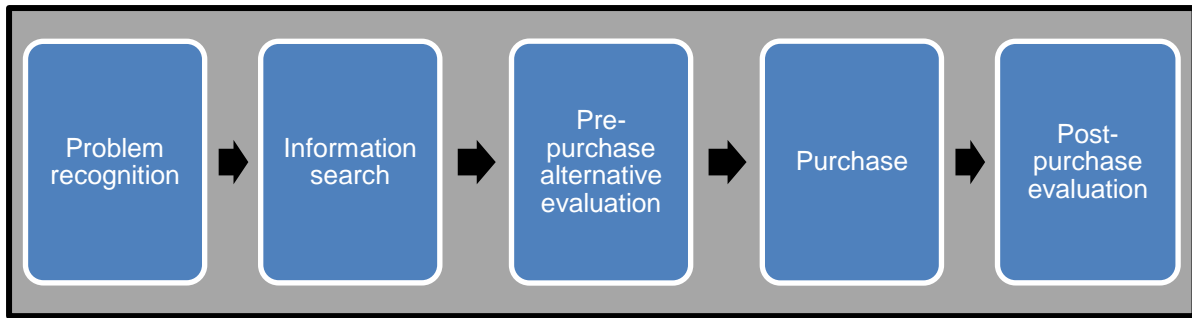 Problem
recognition
Information
search
Pre-
purchase
alternative
evaluation
Purchase
Post-
purchase
evaluation